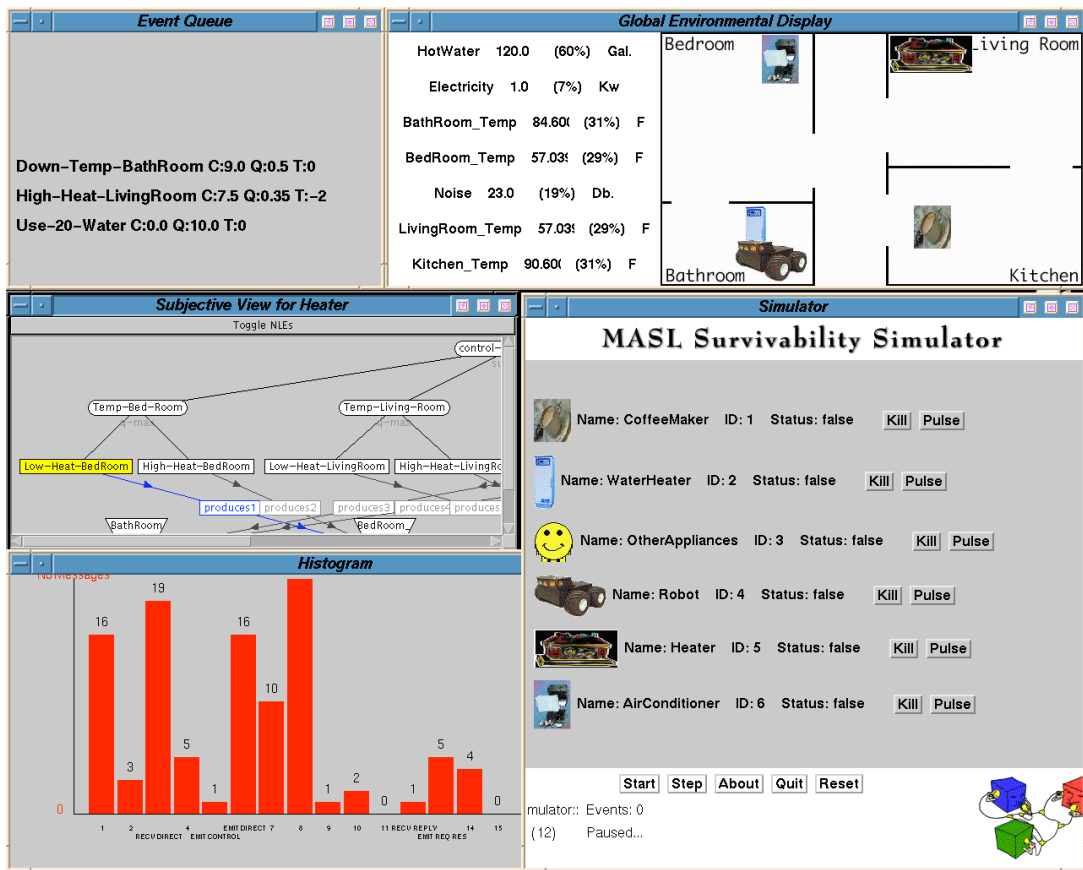 Event Queue
Down-Temp-BathRoom C:9.0 Q:0.5 T:0
High-Heat-LivingRoom C:7.5 Q:0.35 T:-2
Use-20-Water C:0.0 Q:10.0 T:0
Global Environmental Display
HotWater 120.0 (60%) Gal.
Electricity 1.0 (7%) Kw
BathRoom_Temp 84.600 (31%) F
BedRoom_Temp 57.039 (29%) F
Noise 23.0 (19%) Db.
LivingRoom_Temp 57.039 (29%) F
Kitchen_Temp 90.600 (31%) F
Bedroom
Living Room
Bathroom
Kitchen
Subjective View for Heater
Toggle NLEs
control-
Temp-Bed-Room
Temp-Living-Room
q-max
q-max
Low-Heat-BedRoom
High-Heat-BedRoom
Low-Heat-LivingRoom
High-Heat-LivingRo
produces1
produces2
produces3
produces4
produces
BathRoom
BedRoom_
Histogram
Nb Messages
16
3
19
5
1
16
10
1
2
0
1
5
4
0
0
1 2 4 EMIT DIRECT 7 8 9 10 11 RECV REPLY 14 15
RECV DIRECT EMIT CONTROL EMIT REQ RES
Simulator
MASL Survivability Simulator
Name: CoffeeMaker ID: 1 Status: false Kill Pulse
Name: WaterHeater ID: 2 Status: false Kill Pulse
Name: OtherAppliances ID: 3 Status: false Kill Pulse
Name: Robot ID: 4 Status: false Kill Pulse
Name: Heater ID: 5 Status: false Kill Pulse
Name: AirConditioner ID: 6 Status: false Kill Pulse
Start Step About Quit Reset
mulator:: Events: 0
(12) Paused...